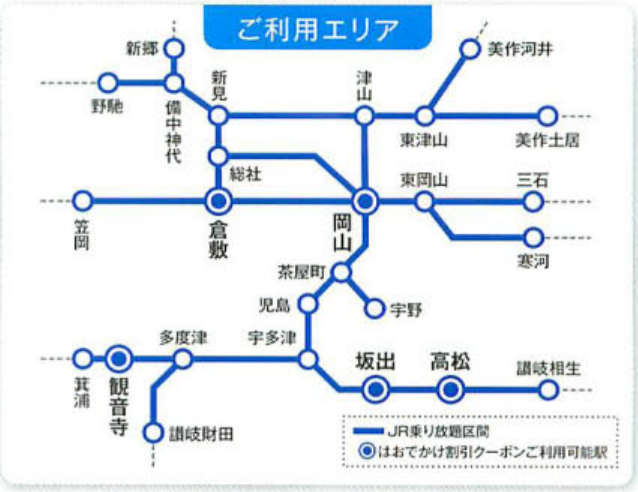 ご利用エリア
新郷
美作河井
野馳
備中神代
新見
津山
東津山
美作土居
総社
東岡山
三石
笠岡
倉敷
岡山
寒河
茶屋町
児島
宇野
多度津
宇多津
坂出
高松
讃岐相生
箕浦
観音寺
讃岐財田
JR乗り放題区間
はおでかけ割引クーポンご利用可能駅